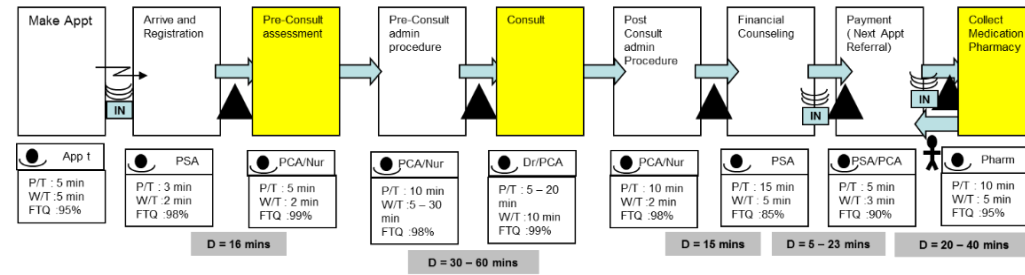 Make Appt
Arrive and
Registration
Pre-Consult
assessment
Pre-Consult
admin
procedure
Consult
Post
Consult
admin
Procedure
Financial
Counseling
Payment
( Next Appt
Referral)
Collect
Medication
Pharmacy
IN
IN
IN
App t
P/T : 5 min
W/T :5 min
FTQ :95%
PSA
P/T : 3 min
W/T :2 min
FTQ :98%
PCA/Nur
P/T : 5 min
W/T : 2 min
FTQ :99%
PCA/Nur
P/T : 10 min
W/T : 5 – 30
min
FTQ :98%
Dr/PCA
P/T : 5 – 20
min
W/T :10 min
FTQ :99%
PCA/Nur
P/T : 10 min
W/T : 2 min
FTQ :98%
PSA
P/T : 15 min
W/T : 5 min
FTQ :85%
PSA/PCA
P/T : 5 min
W/T : 3 min
FTQ :90%
Pharm
P/T : 10 min
W/T : 5 min
FTQ :95%
D = 16 mins
D = 30 – 60 mins
D = 15 mins
D = 5 – 23 mins
D = 20 – 40 mins